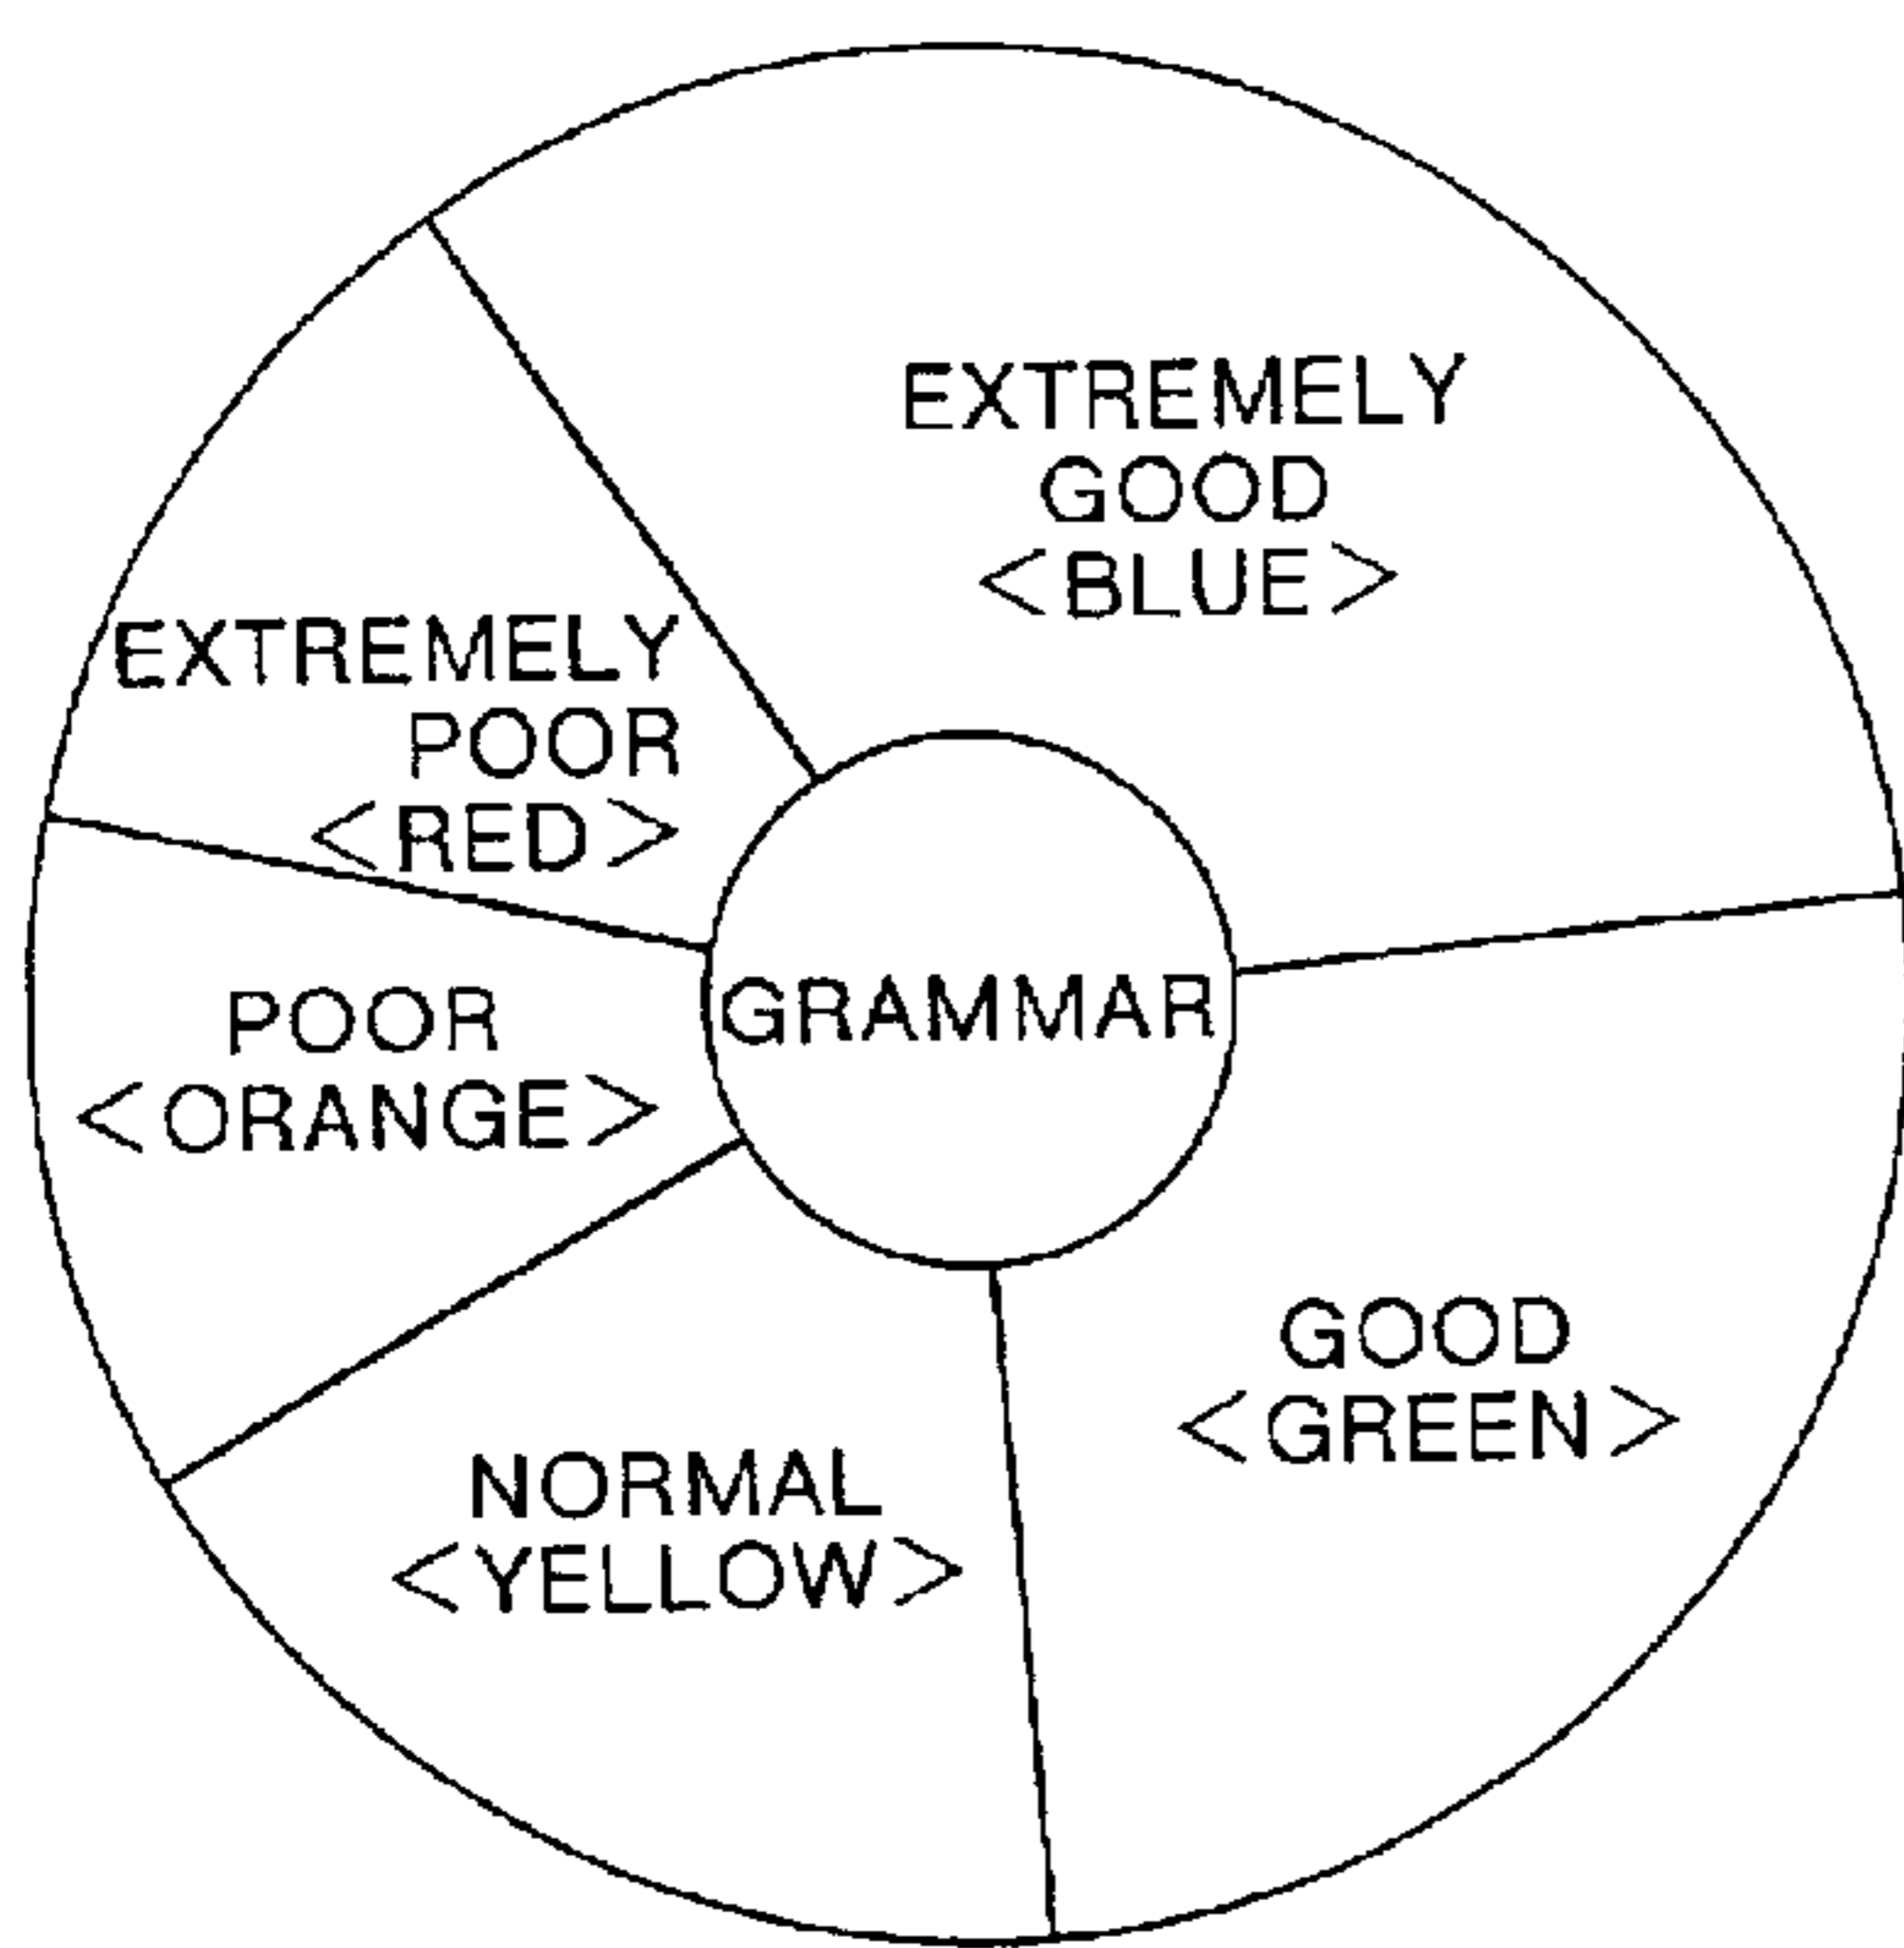 EXTREMELY
GOOD
<BLUE>
EXTREMELY
POOR
<RED>
GRAMMAR
POOR
<ORANGE>
GOOD
<GREEN>
NORMAL
<YELLOW>